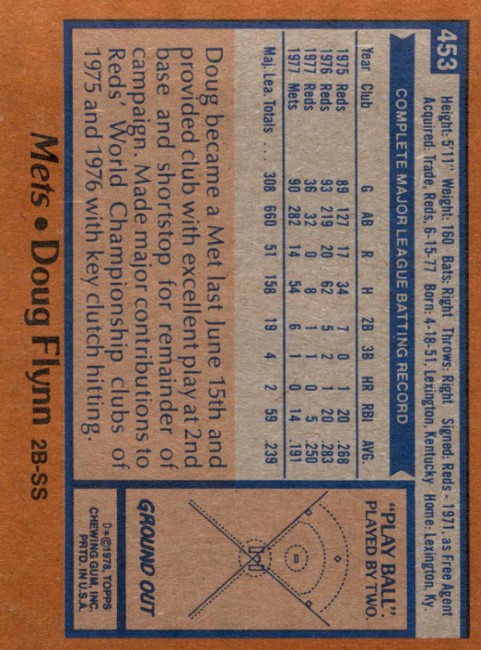 453
Height: 5'11" Weight: 160 Bats: Right Throws: Right Signed: Reds - 1971, as Free Agent
Acquired: Trade, Reds, 6-15-77 Born: 4-18-51, Lexington, Kentucky Home: Lexington, Ky.
COMPLETE MAJOR LEAGUE BATTING RECORD
Year Club G AB R H 2B 3B HR RBI AVG.
1975 Reds 89 127 17 34 7 0 1 20 .268
1976 Reds 93 219 20 62 5 2 1 20 .283
1977 Reds 36 32 0 8 1 1 0 5 .250
1977 Mets 90 282 14 54 6 1 0 14 .191
Maj. Lea. Totals . . . 308 660 51 158 19 4 2 59 .239
Doug became a Met last June 15th and
provided club with excellent play at 2nd
base and shortstop for remainder of
campaign. Made major contributions to
Reds' World Championship clubs of
1975 and 1976 with key clutch hitting.
"PLAY BALL".
PLAYED BY TWO.
GROUND OUT
D★©1978, TOPPS
CHEWING GUM, INC.
PRTD. IN U.S.A.
Mets • Doug Flynn 2B-SS